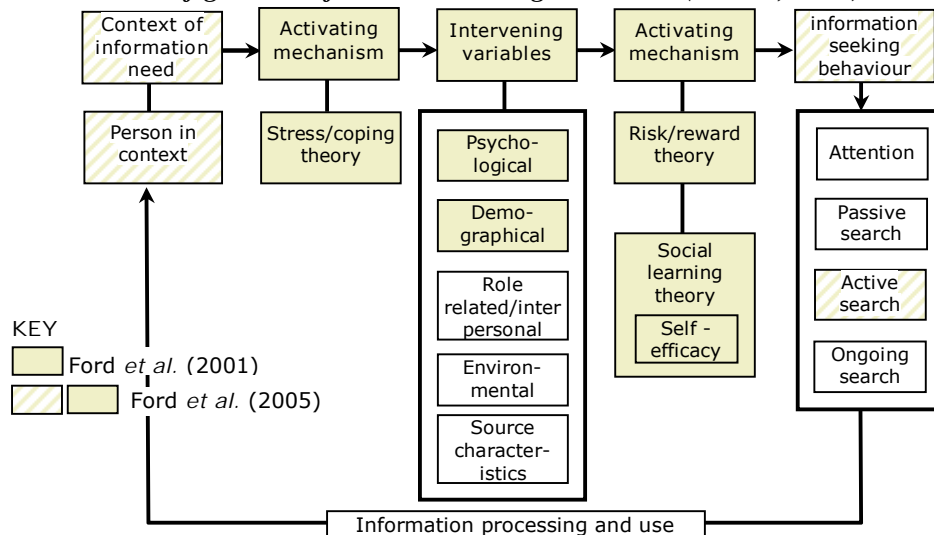 Context of
information
need
Activating
mechanism
Intervening
variables
Activating
mechanism
information
seeking
behaviour
Person in
context
Stress/coping
theory
Psycho-
logical
Demo-
graphical
Role
related/inter
personal
Environ-
mental
Source
character-
istics
Risk/reward
theory
Social
learning
theory
Self -
efficacy
Attention
Passive
search
Active
search
Ongoing
search
KEY
Ford et al. (2001)
Ford et al. (2005)
Information processing and use